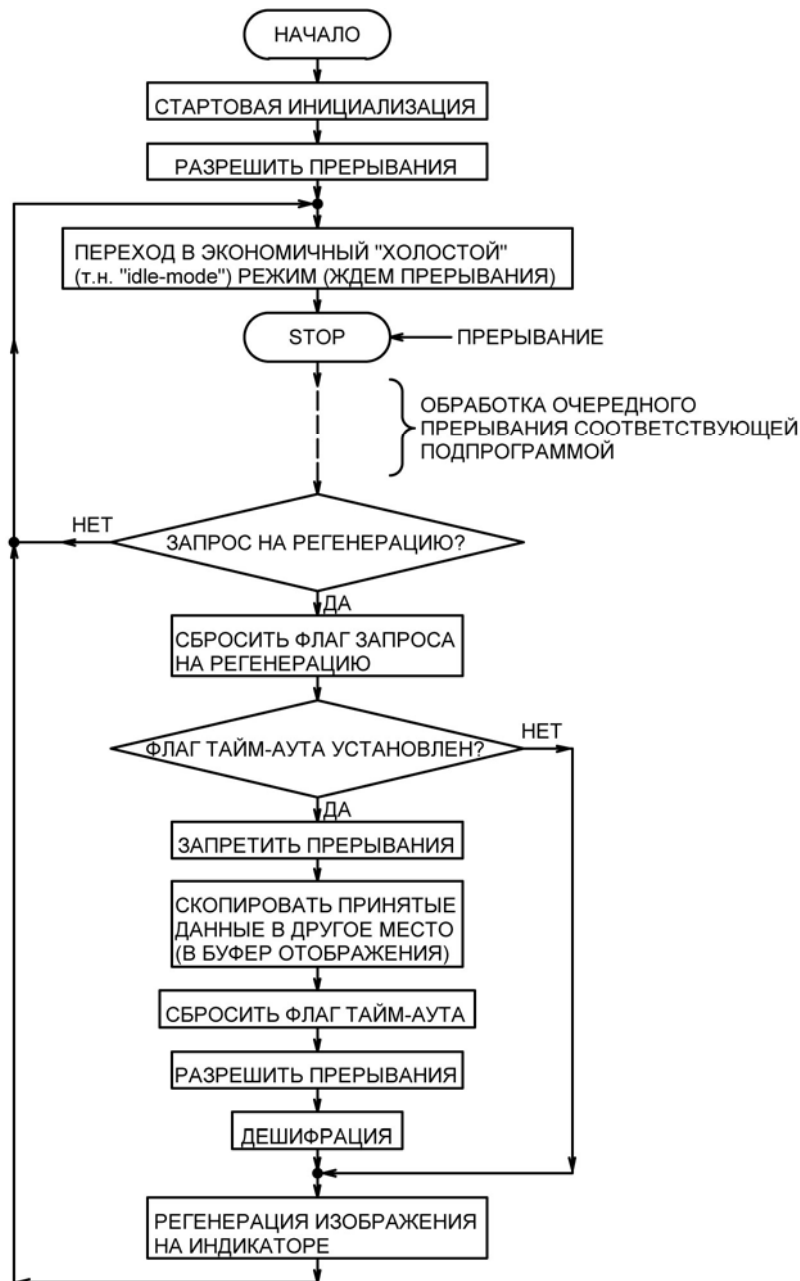 НАЧАЛО
СТАРТОВАЯ ИНИЦИАЛИЗАЦИЯ
РАЗРЕШИТЬ ПРЕРЫВАНИЯ
ПЕРЕХОД В ЭКОНОМИЧНЫЙ "ХОЛОСТОЙ"
(т.н. "idle-mode") РЕЖИМ (ЖДЕМ ПРЕРЫВАНИЯ)
STOP
ПРЕРЫВАНИЕ
ОБРАБОТКА ОЧЕРЕДНОГО
ПРЕРЫВАНИЯ СООТВЕТСТВУЮЩЕЙ
ПОДПРОГРАММОЙ
НЕТ
ЗАПРОС НА РЕГЕНЕРАЦИЮ?
ДА
СБРОСИТЬ ФЛАГ ЗАПРОСА
НА РЕГЕНЕРАЦИЮ
ФЛАГ ТАЙМ-АУТА УСТАНОВЛЕН?
НЕТ
ДА
ЗАПРЕТИТЬ ПРЕРЫВАНИЯ
СКОПИРОВАТЬ ПРИНЯТЫЕ
ДАННЫЕ В ДРУГОЕ МЕСТО
(В БУФЕР ОТОБРАЖЕНИЯ)
СБРОСИТЬ ФЛАГ ТАЙМ-АУТА
РАЗРЕШИТЬ ПРЕРЫВАНИЯ
ДЕШИФРАЦИЯ
РЕГЕНЕРАЦИЯ ИЗОБРАЖЕНИЯ
НА ИНДИКАТОРЕ